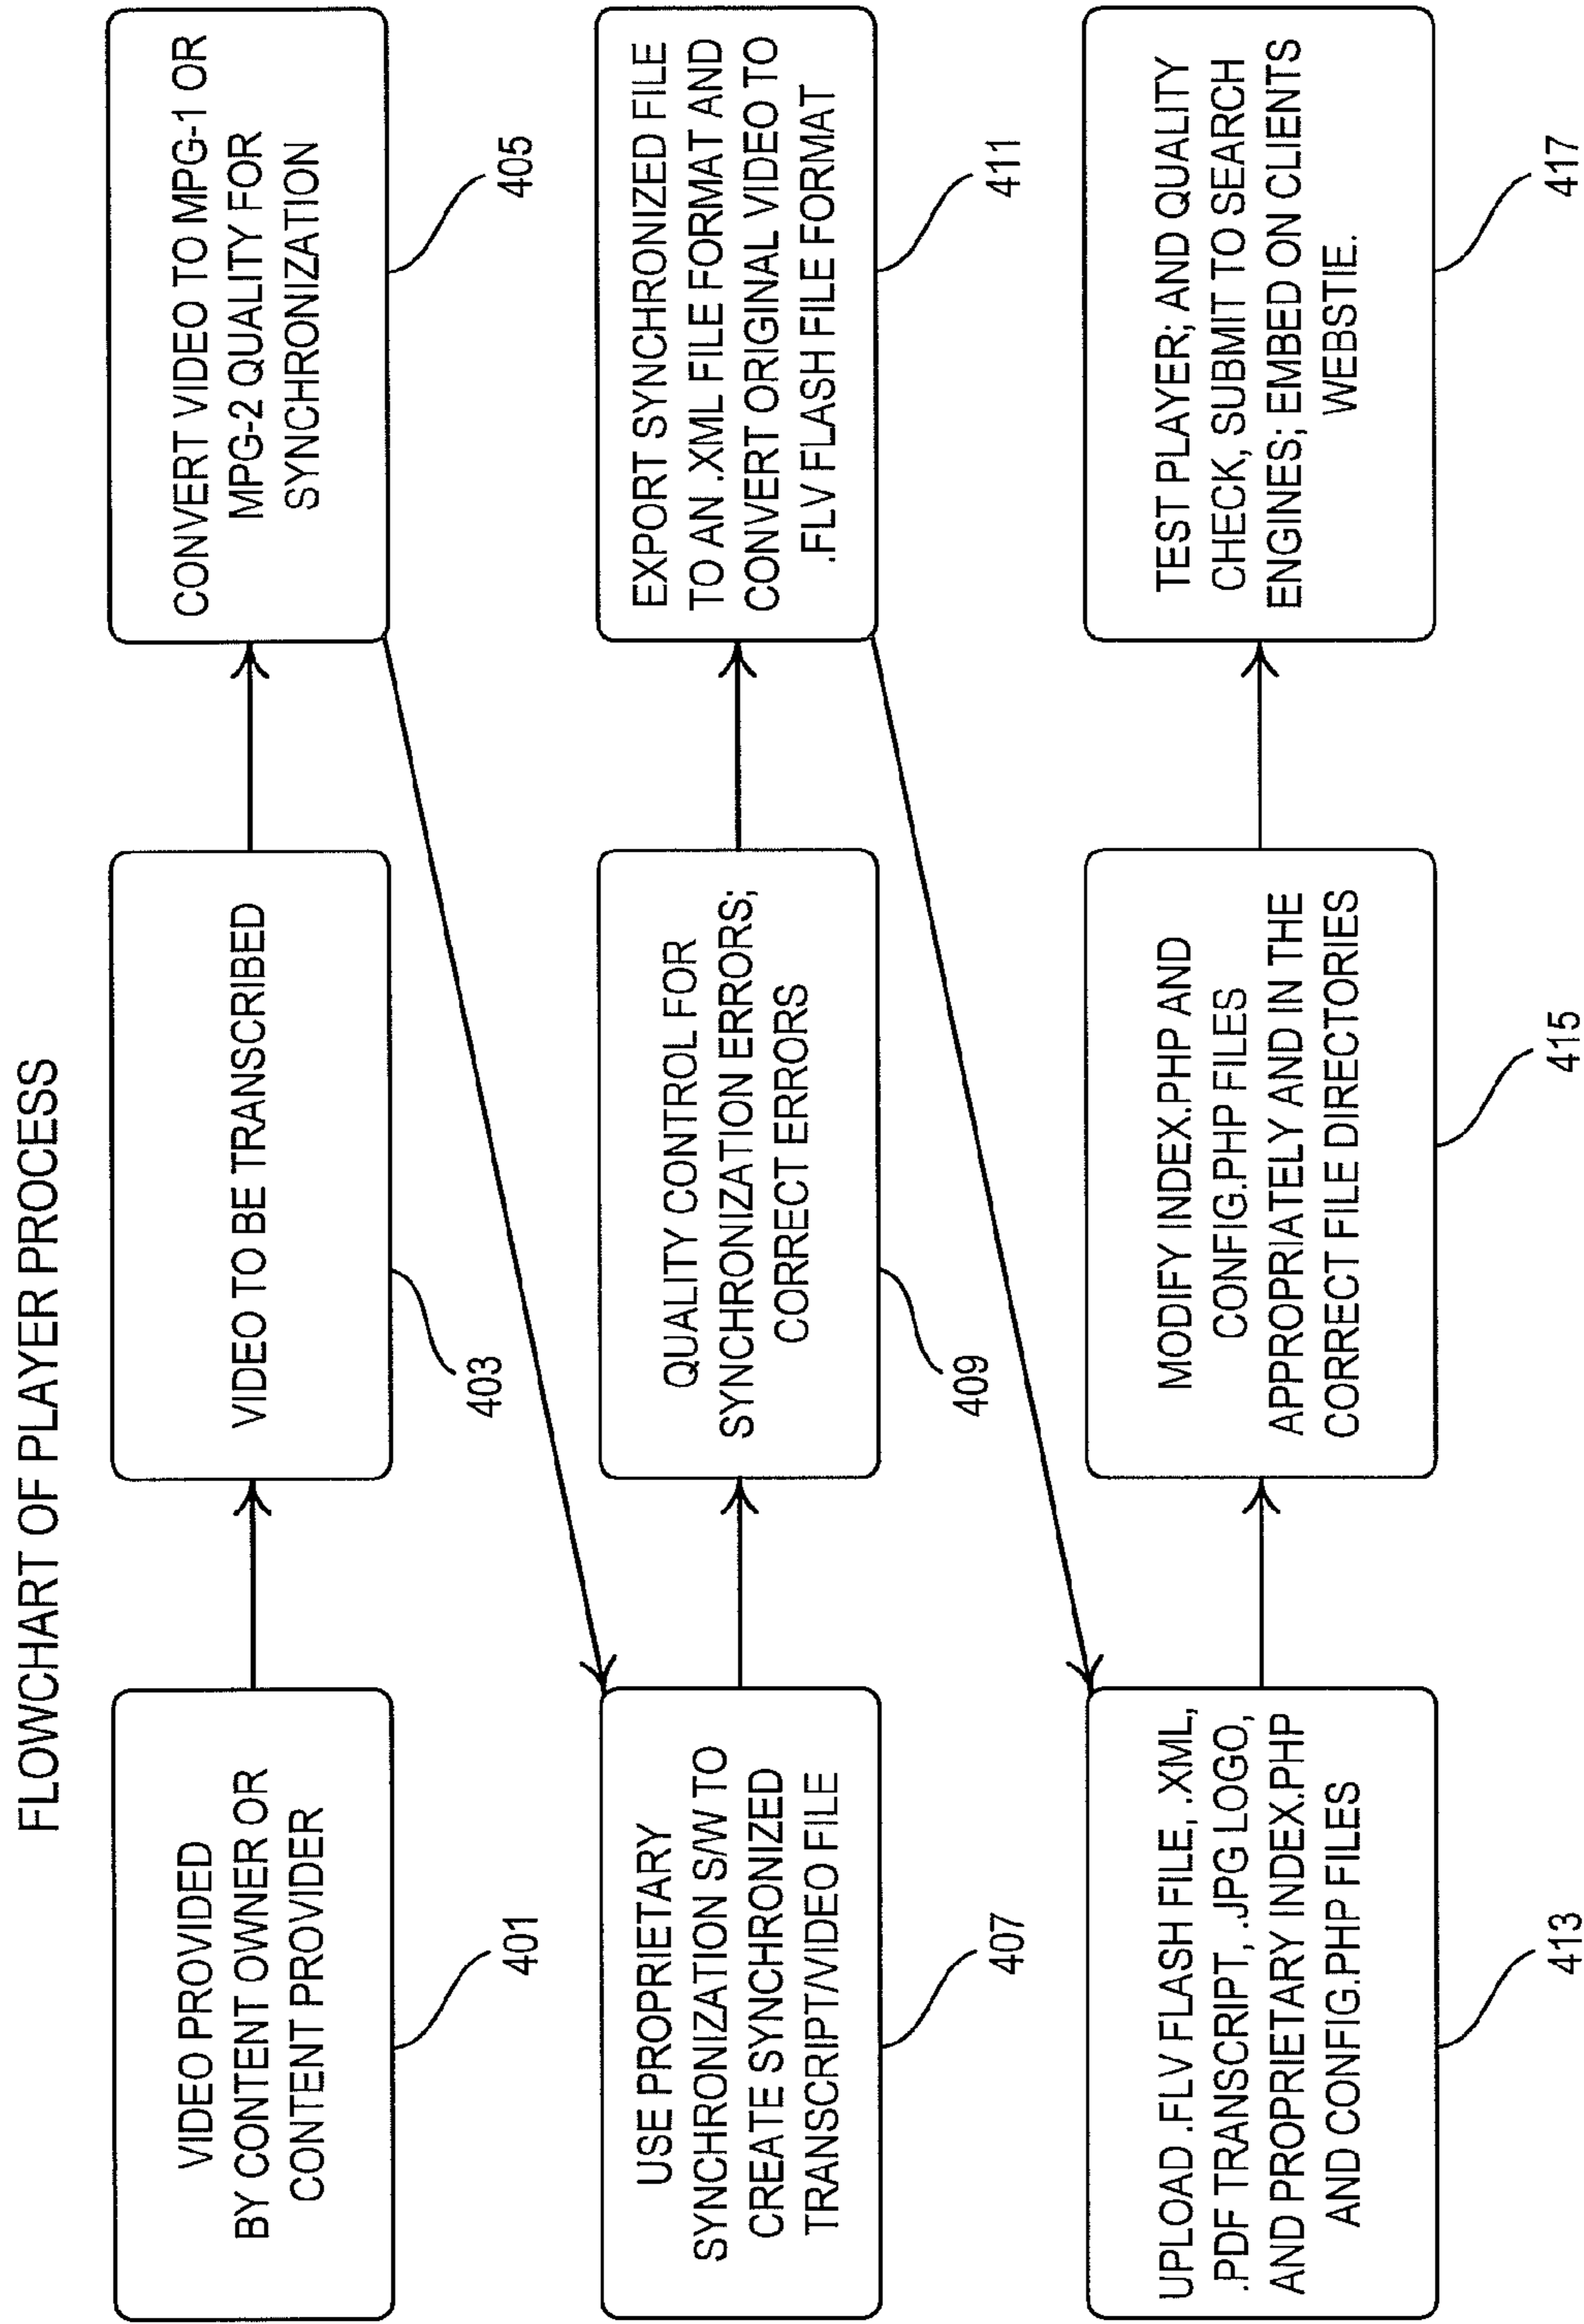 FLOWCHART OF PLAYER PROCESS
VIDEO PROVIDED
BY CONTENT OWNER OR
CONTENT PROVIDER
401
VIDEO TO BE TRANSCRIBED
403
CONVERT VIDEO TO MPG-1 OR
MPG-2 QUALITY FOR
SYNCHRONIZATION
405
USE PROPRIETARY
SYNCHRONIZATION S/W TO
CREATE SYNCHRONIZED
TRANSCRIPT/VIDEO FILE
407
QUALITY CONTROL FOR
SYNCHRONIZATION ERRORS;
CORRECT ERRORS
409
EXPORT SYNCHRONIZED FILE
TO AN .XML FILE FORMAT AND
CONVERT ORIGINAL VIDEO TO
.FLV FLASH FILE FORMAT
411
UPLOAD .FLV FLASH FILE, .XML,
.PDF TRANSCRIPT, .JPG LOGO,
AND PROPRIETARY INDEX.PHP
AND CONFIG.PHP FILES
413
MODIFY INDEX.PHP AND
CONFIG.PHP FILES
APPROPRIATELY AND IN THE
CORRECT FILE DIRECTORIES
415
TEST PLAYER; AND QUALITY
CHECK, SUBMIT TO SEARCH
ENGINES; EMBED ON CLIENTS
WEBSTIE.
417